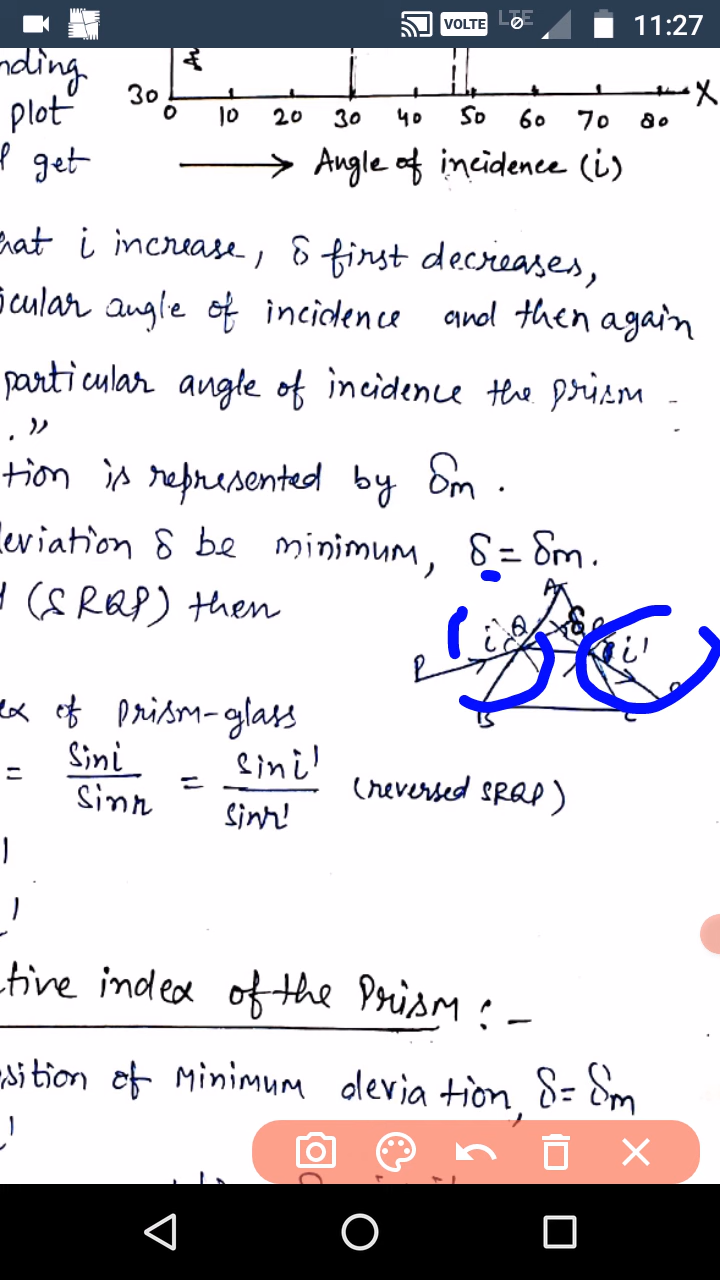 VOLTE LTE 11:27
nding
30
X
plot
0 10 20 30 40 50 60 70 80
get
Angle of incidence (i)
hat i increase, δ first decreases,
icular angle of incidence and then again
particular angle of incidence the prism -
."
tion is represented by δm.
deviation δ be minimum, δ = δm.
(SRQP) then
A
i Q δ i'
P
B C
ex of prism-glass
= sini/sinr = sini'/sinr' (reversed SRQP)
tive index of the Prism :-
sition of Minimum deviation, δ= δm